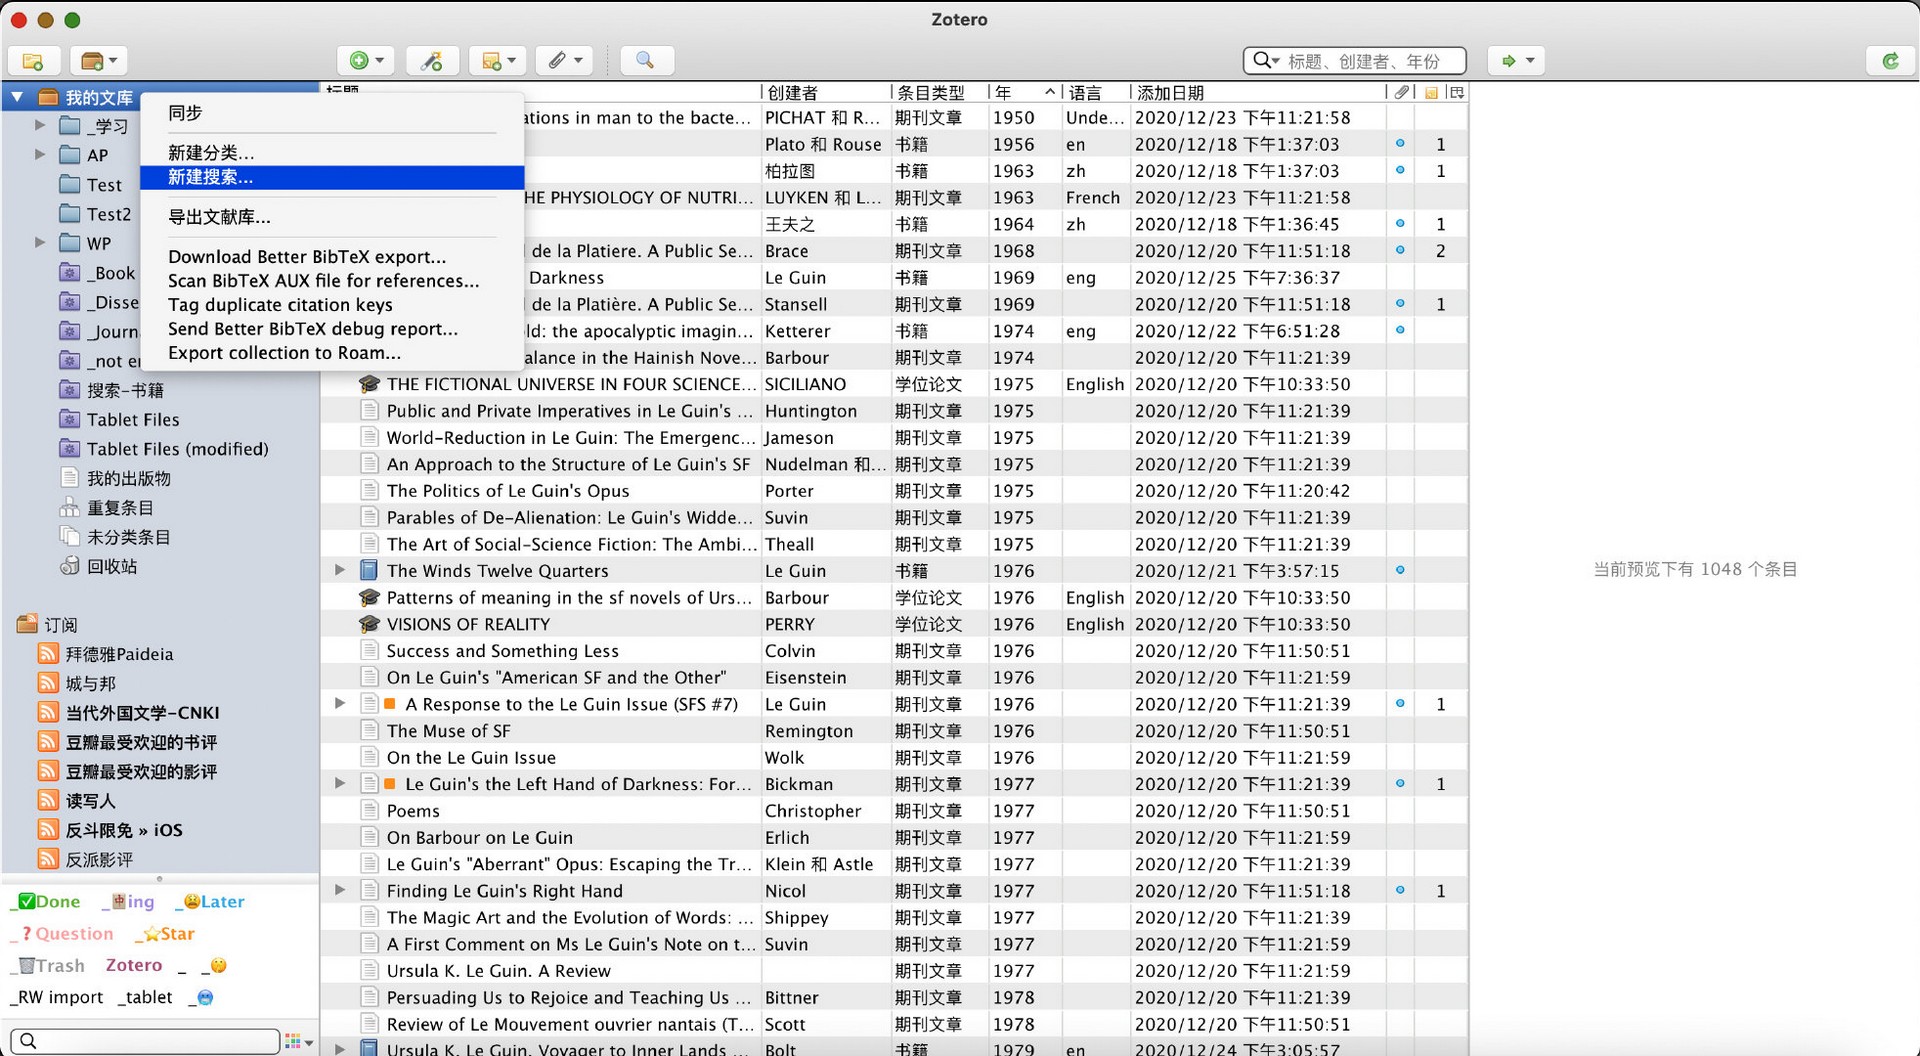 Zotero
标题、创建者、年份
我的文库
_学习
AP
Test
Test2
WP
_Book
_Disse
_Journ
_not er
搜索-书籍
Tablet Files
Tablet Files (modified)
我的出版物
重复条目
未分类条目
回收站
订阅
拜德雅Paideia
城与邦
当代外国文学-CNKI
豆瓣最受欢迎的书评
豆瓣最受欢迎的影评
读写人
反斗限免 » iOS
反派影评
_✅Done _🀄ing _😫Later
_❓Question _⭐Star
_🗑Trash Zotero _ _🤫
_RW import _tablet _🥶
同步
新建分类...
新建搜索...
导出文献库...
Download Better BibTeX export...
Scan BibTeX AUX file for references...
Tag duplicate citation keys
Send Better BibTeX debug report...
Export collection to Roam...
标题 创建者 条目类型 年 语言 添加日期
ations in man to the bacte... PICHAT 和 R... 期刊文章 1950 Unde... 2020/12/23 下午11:21:58
Plato 和 Rouse 书籍 1956 en 2020/12/18 下午1:37:03 1
柏拉图 书籍 1963 zh 2020/12/18 下午1:37:03 1
HE PHYSIOLOGY OF NUTRI... LUYKEN 和 L... 期刊文章 1963 French 2020/12/23 下午11:21:58
王夫之 书籍 1964 zh 2020/12/18 下午1:36:45 1
l de la Platiere. A Public Se... Brace 期刊文章 1968 2020/12/20 下午11:51:18 2
Darkness Le Guin 书籍 1969 eng 2020/12/25 下午7:36:37
l de la Platière. A Public Se... Stansell 期刊文章 1969 2020/12/20 下午11:51:18 1
ld: the apocalyptic imagin... Ketterer 书籍 1974 eng 2020/12/22 下午6:51:28
alance in the Hainish Nove... Barbour 期刊文章 1974 2020/12/20 下午11:21:39
THE FICTIONAL UNIVERSE IN FOUR SCIENCE... SICILIANO 学位论文 1975 English 2020/12/20 下午10:33:50
Public and Private Imperatives in Le Guin's ... Huntington 期刊文章 1975 2020/12/20 下午11:21:39
World-Reduction in Le Guin: The Emergenc... Jameson 期刊文章 1975 2020/12/20 下午11:21:39
An Approach to the Structure of Le Guin's SF Nudelman 和... 期刊文章 1975 2020/12/20 下午11:21:39
The Politics of Le Guin's Opus Porter 期刊文章 1975 2020/12/20 下午11:20:42
Parables of De-Alienation: Le Guin's Widde... Suvin 期刊文章 1975 2020/12/20 下午11:21:39
The Art of Social-Science Fiction: The Ambi... Theall 期刊文章 1975 2020/12/20 下午11:21:39
The Winds Twelve Quarters Le Guin 书籍 1976 2020/12/21 下午3:57:15
Patterns of meaning in the sf novels of Urs... Barbour 学位论文 1976 English 2020/12/20 下午10:33:50
VISIONS OF REALITY PERRY 学位论文 1976 English 2020/12/20 下午10:33:50
Success and Something Less Colvin 期刊文章 1976 2020/12/20 下午11:50:51
On Le Guin's "American SF and the Other" Eisenstein 期刊文章 1976 2020/12/20 下午11:21:59
A Response to the Le Guin Issue (SFS #7) Le Guin 期刊文章 1976 2020/12/20 下午11:21:39 1
The Muse of SF Remington 期刊文章 1976 2020/12/20 下午11:50:51
On the Le Guin Issue Wolk 期刊文章 1976 2020/12/20 下午11:21:59
Le Guin's the Left Hand of Darkness: For... Bickman 期刊文章 1977 2020/12/20 下午11:21:39 1
Poems Christopher 期刊文章 1977 2020/12/20 下午11:50:51
On Barbour on Le Guin Erlich 期刊文章 1977 2020/12/20 下午11:21:59
Le Guin's "Aberrant" Opus: Escaping the Tr... Klein 和 Astle 期刊文章 1977 2020/12/20 下午11:21:39
Finding Le Guin's Right Hand Nicol 期刊文章 1977 2020/12/20 下午11:51:18 1
The Magic Art and the Evolution of Words: ... Shippey 期刊文章 1977 2020/12/20 下午11:21:39
A First Comment on Ms Le Guin's Note on t... Suvin 期刊文章 1977 2020/12/20 下午11:21:59
Ursula K. Le Guin. A Review 期刊文章 1977 2020/12/20 下午11:21:59
Persuading Us to Rejoice and Teaching Us ... Bittner 期刊文章 1978 2020/12/20 下午11:21:39
Review of Le Mouvement ouvrier nantais (T... Scott 期刊文章 1978 2020/12/20 下午11:50:51
Ursula K. Le Guin. Voyager to Inner Lands ... Bolt 书籍 1979 en 2020/12/24 下午3:05:57
当前预览下有 1048 个条目